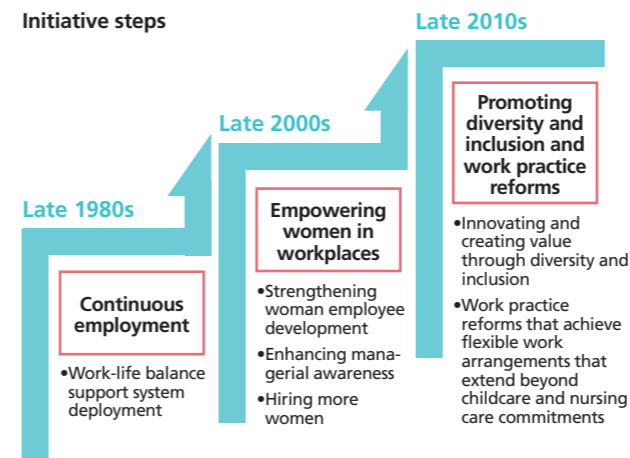 Initiative steps
Late 1980s
Continuous
employment
•Work-life balance
support system
deployment
Late 2000s
Empowering
women in
workplaces
•Strengthening
woman employee
development
•Enhancing mana-
gerial awareness
•Hiring more
women
Late 2010s
Promoting
diversity and
inclusion and
work practice
reforms
•Innovating and
creating value
through diversity and
inclusion
•Work practice
reforms that achieve
flexible work
arrangements that
extend beyond
childcare and nursing
care commitments